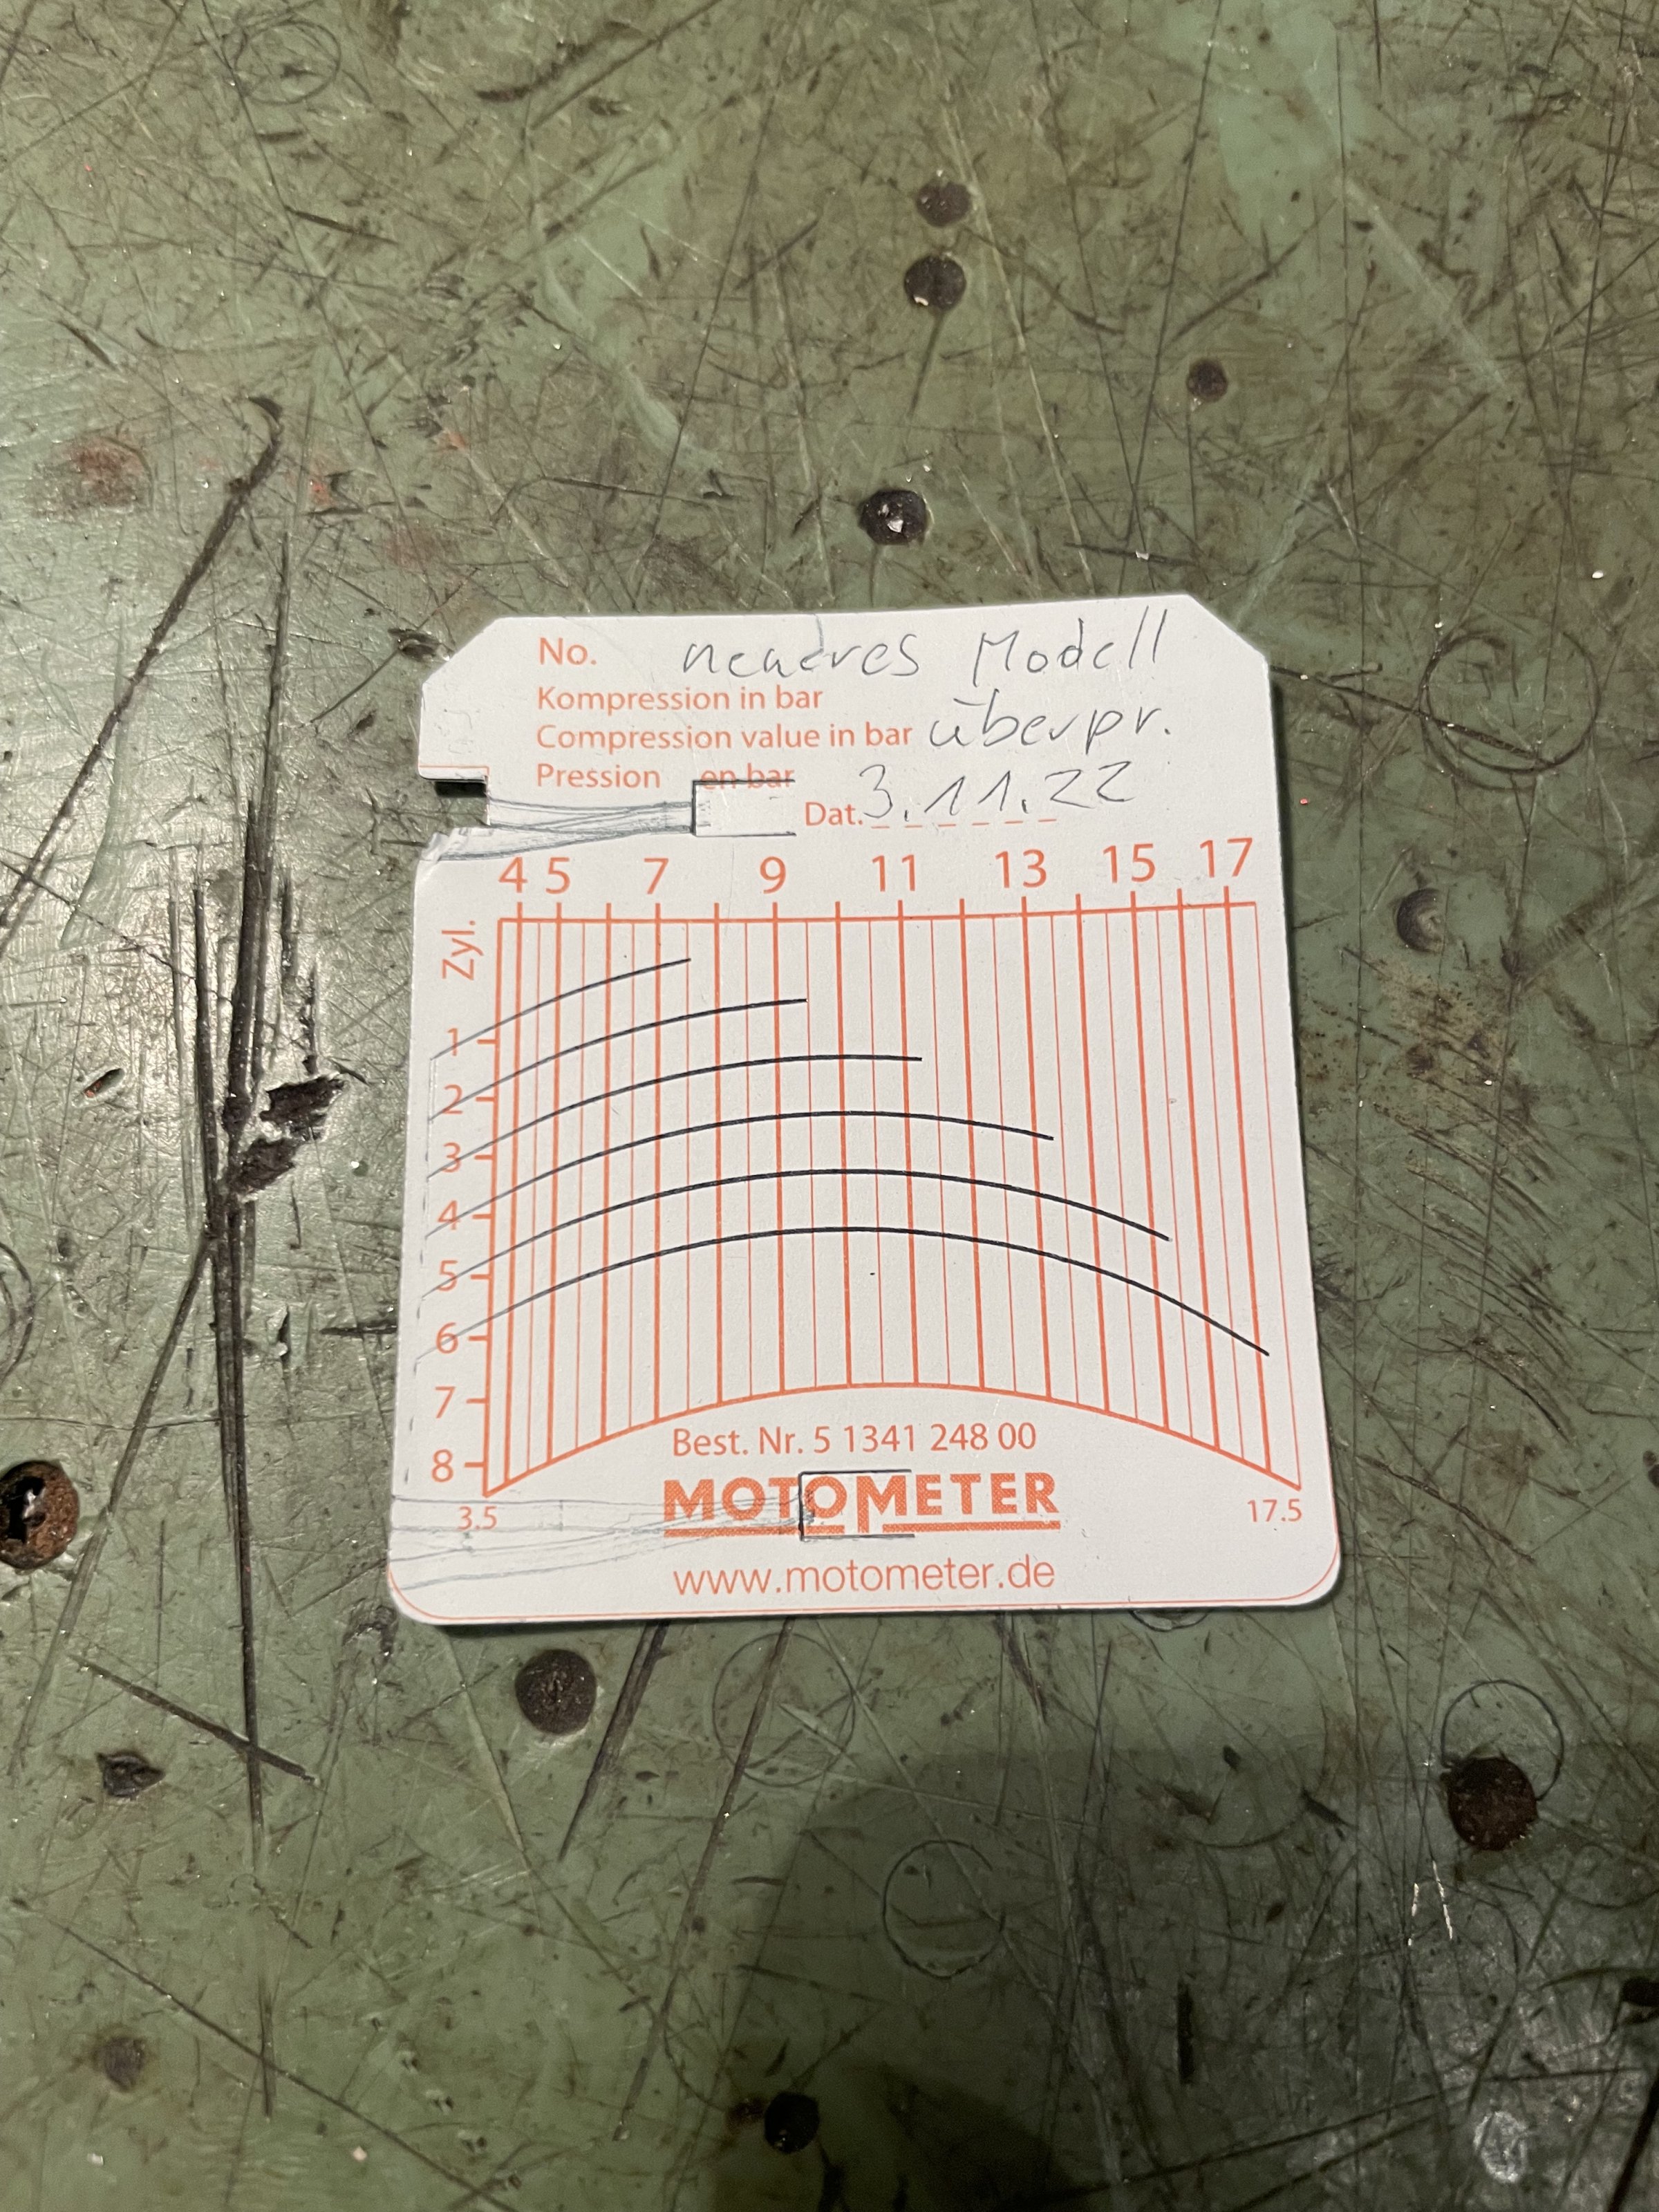 No. neueres Modell
Kompression in bar
Compression value in bar überpr.
Pression en bar
Dat. 3.11.22
4 5 7 9 11 13 15 17
Zyl.
1
2
3
4
5
6
7
8
3.5 17.5
Best. Nr. 5 1341 248 00
MOTOMETER
www.motometer.de